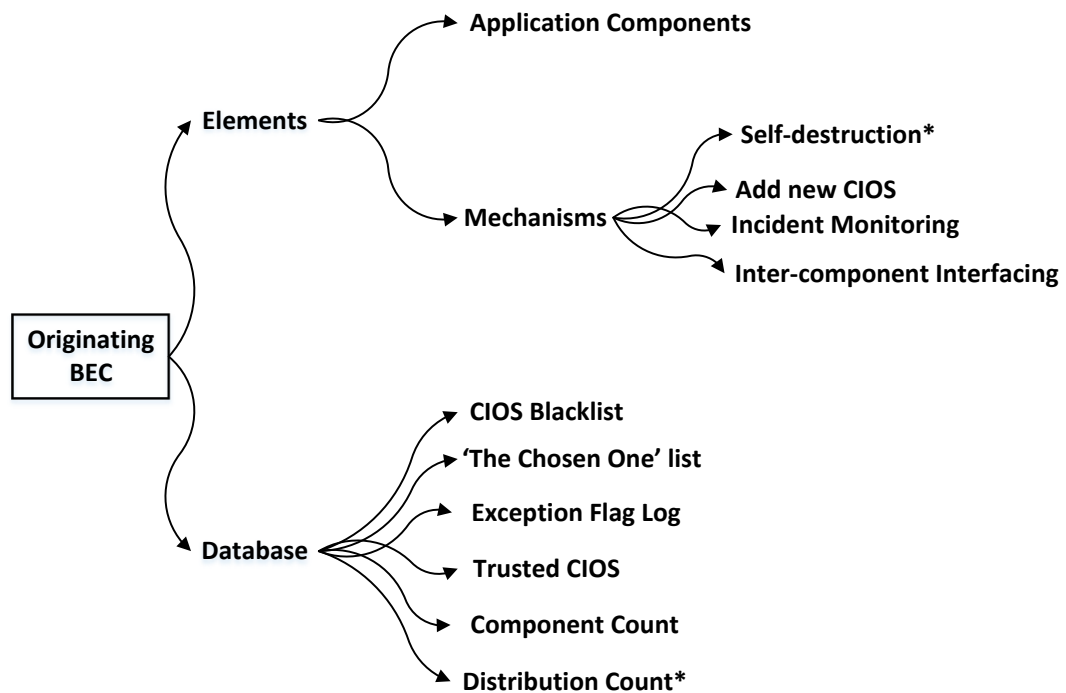 Application Components
Elements
Self-destruction*
Add new CIOS
Mechanisms
Incident Monitoring
Inter-component Interfacing
Originating
BEC
CIOS Blacklist
‘The Chosen One’ list
Exception Flag Log
Database
Trusted CIOS
Component Count
Distribution Count*